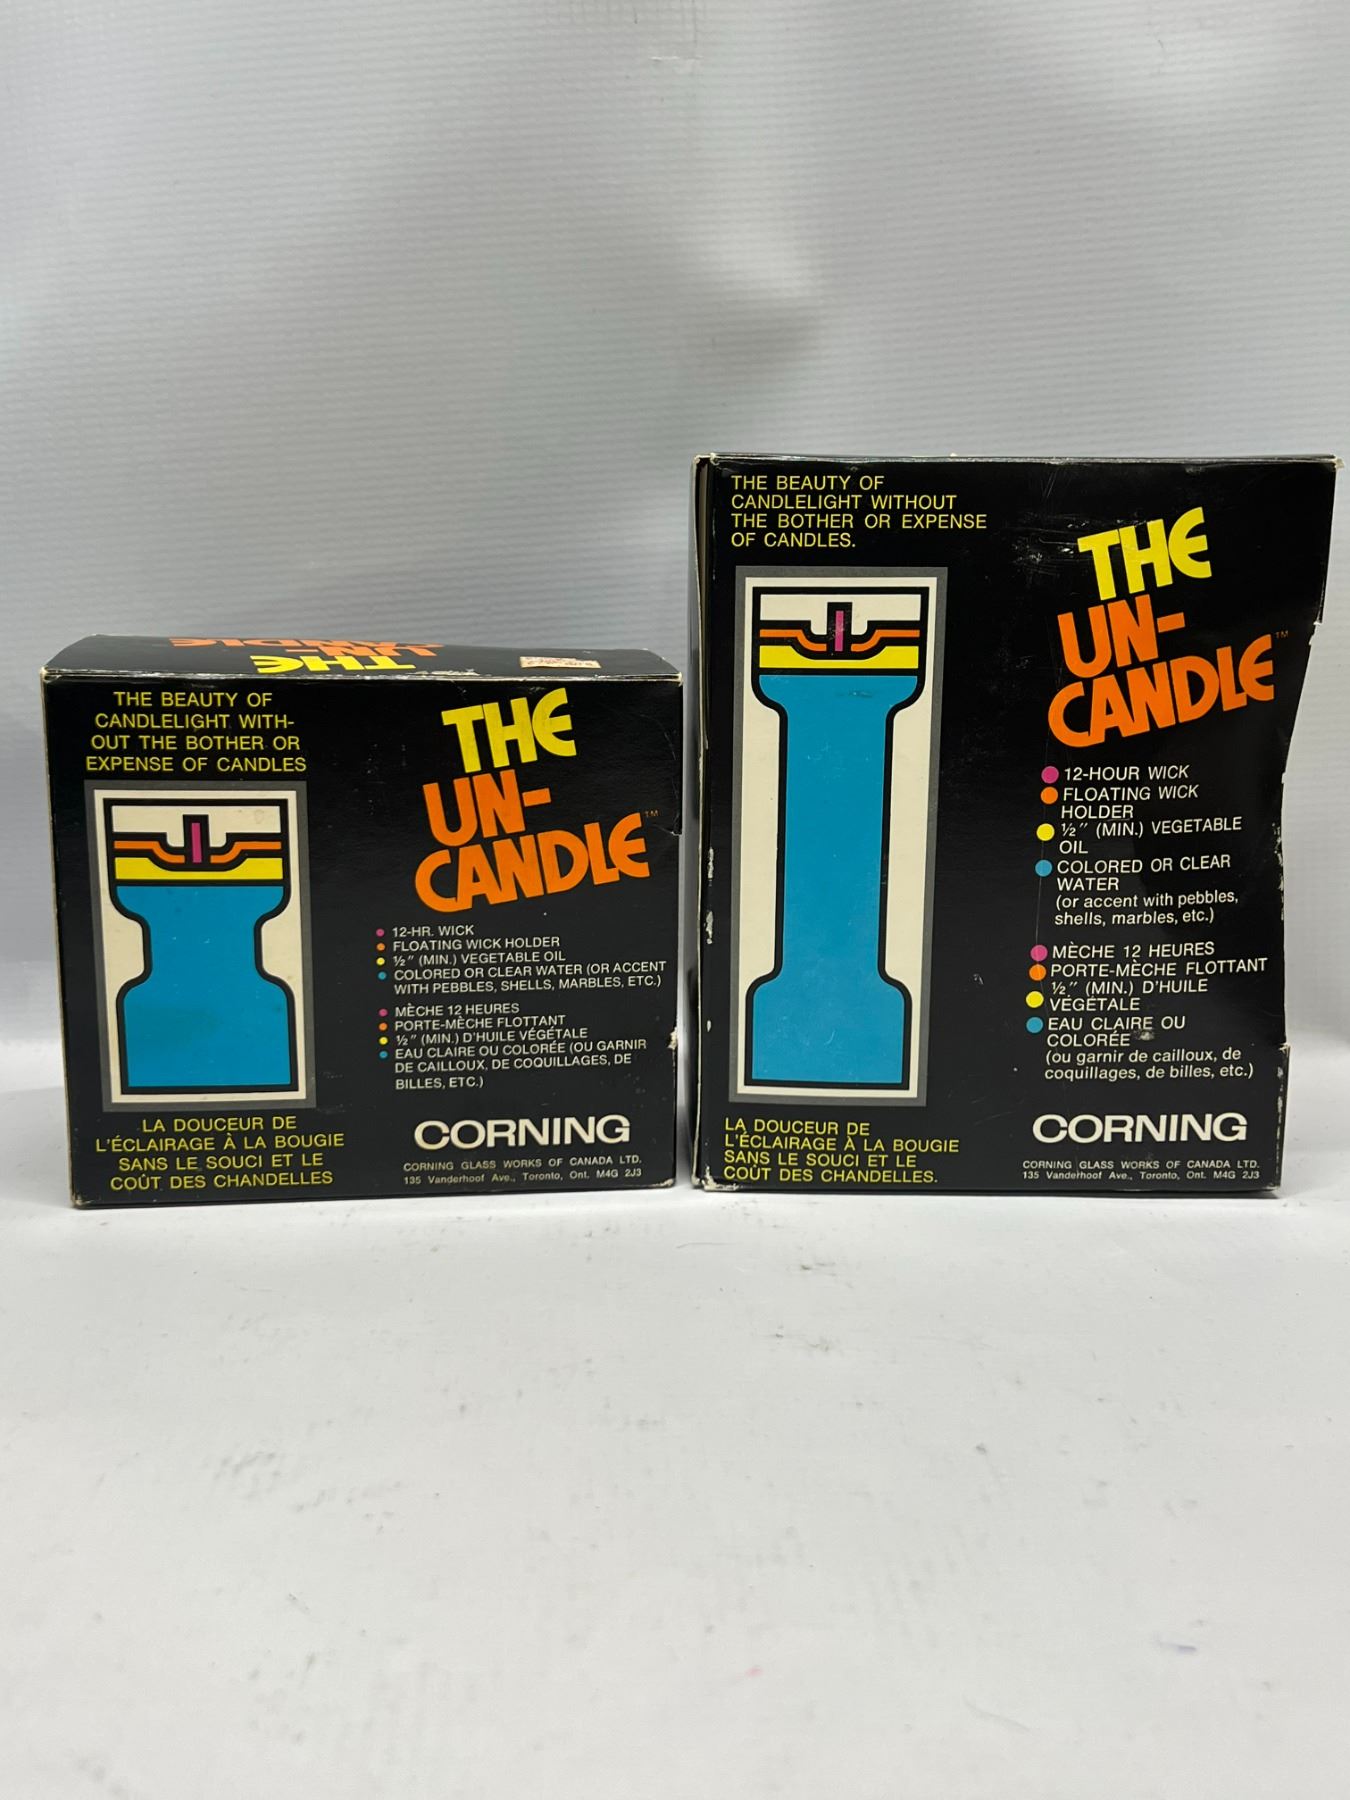 THE
UN-
CANDLE
THE BEAUTY OF
CANDLELIGHT WITH-
OUT THE BOTHER OR
EXPENSE OF CANDLES
THE
UN-
CANDLE™
12-HR. WICK
FLOATING WICK HOLDER
½″ (MIN.) VEGETABLE OIL
COLORED OR CLEAR WATER (OR ACCENT
WITH PEBBLES, SHELLS, MARBLES, ETC.)
MÈCHE 12 HEURES
PORTE-MÈCHE FLOTTANT
½″ (MIN.) D'HUILE VÉGÉTALE
EAU CLAIRE OU COLORÉE (OU GARNIR
DE CAILLOUX, DE COQUILLAGES, DE
BILLES, ETC.)
LA DOUCEUR DE
L'ÉCLAIRAGE À LA BOUGIE
SANS LE SOUCI ET LE
COÛT DES CHANDELLES
CORNING
CORNING GLASS WORKS OF CANADA LTD.
135 Vanderhoof Ave., Toronto, Ont. M4G 2J3
THE BEAUTY OF
CANDLELIGHT WITHOUT
THE BOTHER OR EXPENSE
OF CANDLES.
THE
UN-
CANDLE™
12-HOUR WICK
FLOATING WICK
HOLDER
½″ (MIN.) VEGETABLE
OIL
COLORED OR CLEAR
WATER
(or accent with pebbles,
shells, marbles, etc.)
MÈCHE 12 HEURES
PORTE-MÈCHE FLOTTANT
½″ (MIN.) D'HUILE
VÉGÉTALE
EAU CLAIRE OU
COLORÉE
(ou garnir de cailloux, de
coquillages, de billes, etc.)
LA DOUCEUR DE
L'ÉCLAIRAGE À LA BOUGIE
SANS LE SOUCI ET LE
COÛT DES CHANDELLES.
CORNING
CORNING GLASS WORKS OF CANADA LTD.
135 Vanderhoof Ave., Toronto, Ont. M4G 2J3